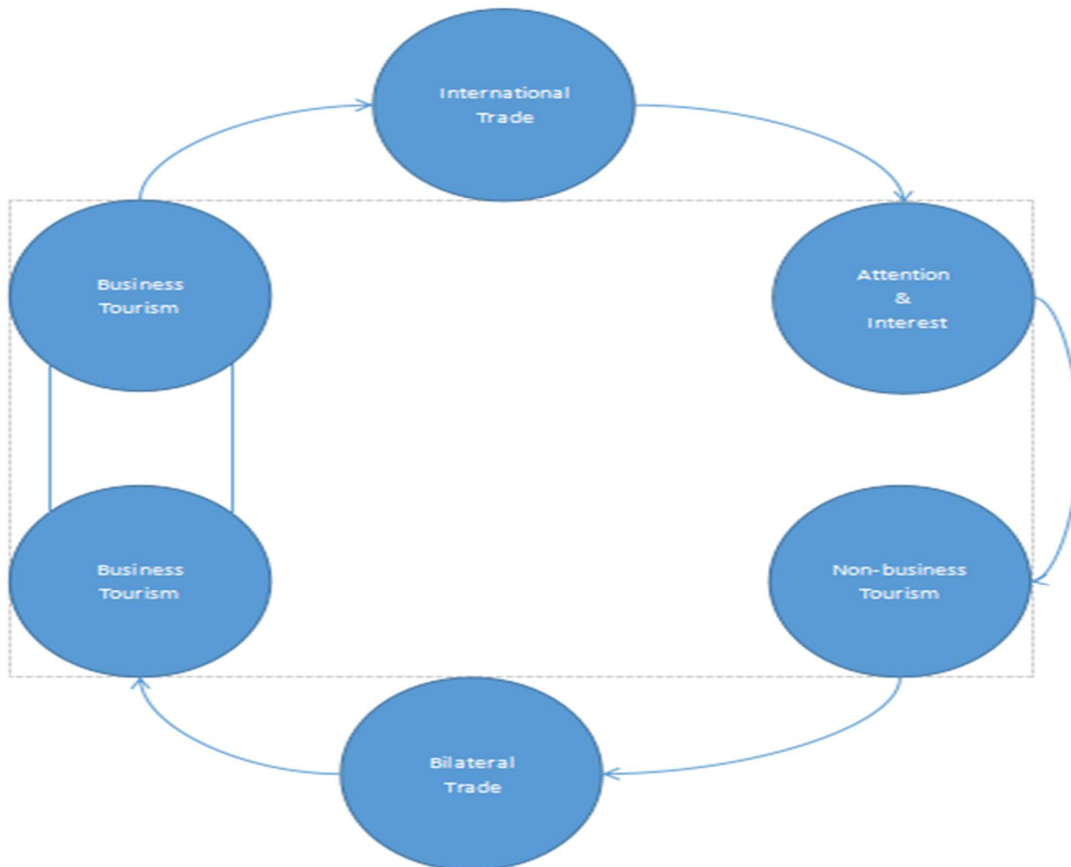 International
Trade
Business
Tourism
Attention
&
Interest
Business
Tourism
Non-business
Tourism
Bilateral
Trade